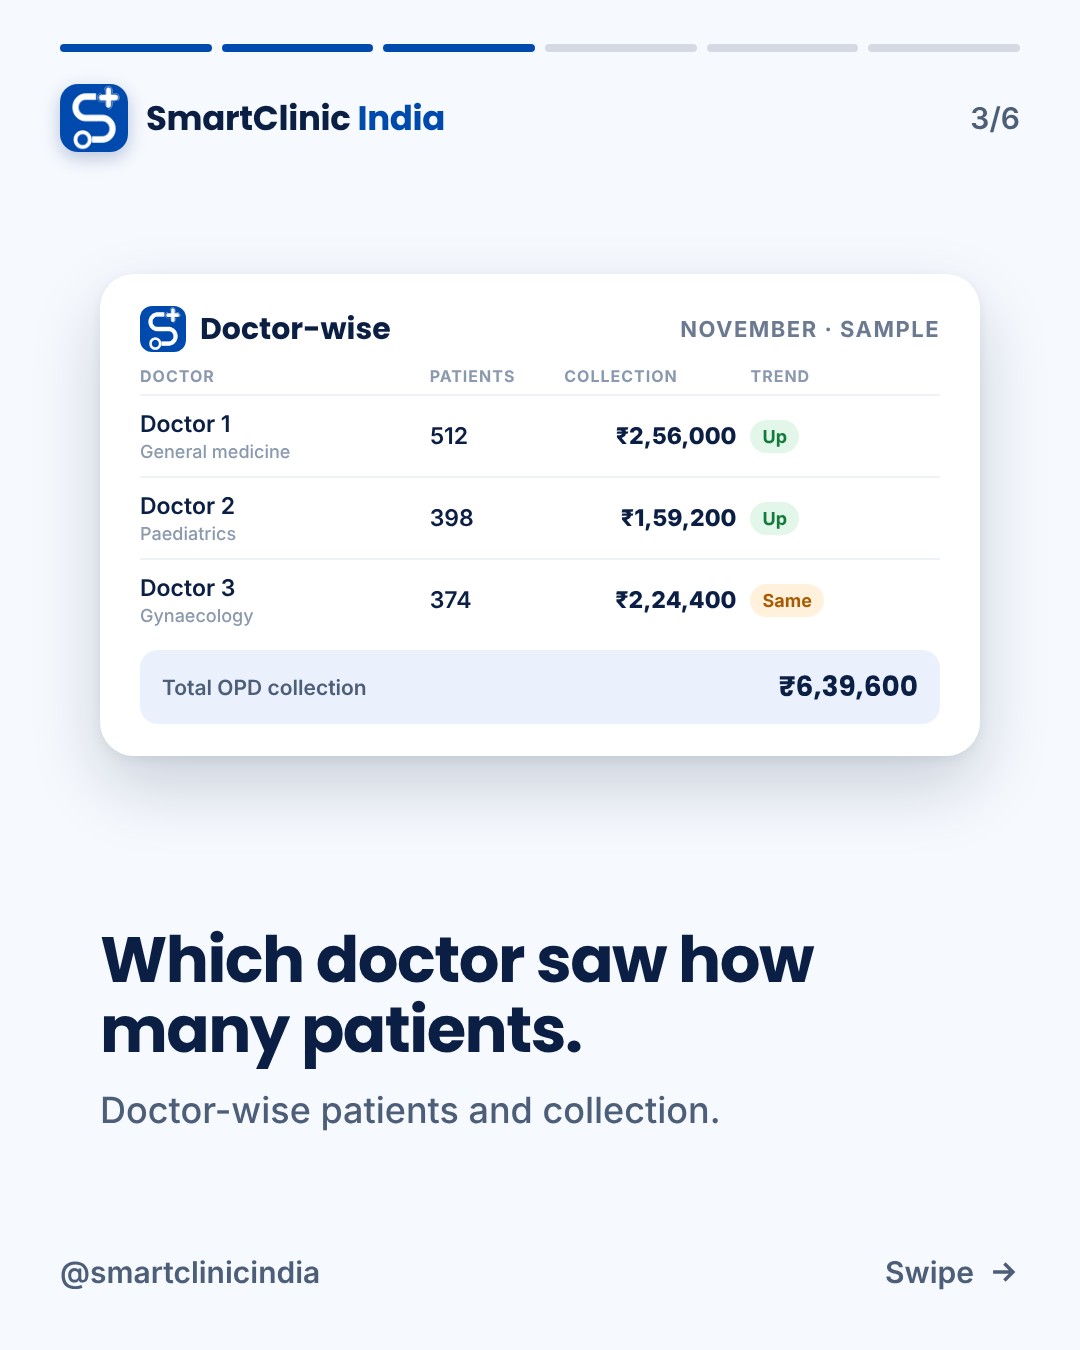 SmartClinic India
3/6
Doctor-wise
NOVEMBER · SAMPLE
DOCTOR PATIENTS COLLECTION TREND
Doctor 1
General medicine
512 ₹2,56,000 Up
Doctor 2
Paediatrics
398 ₹1,59,200 Up
Doctor 3
Gynaecology
374 ₹2,24,400 Same
Total OPD collection ₹6,39,600
Which doctor saw how
many patients.
Doctor-wise patients and collection.
@smartclinicindia
Swipe →